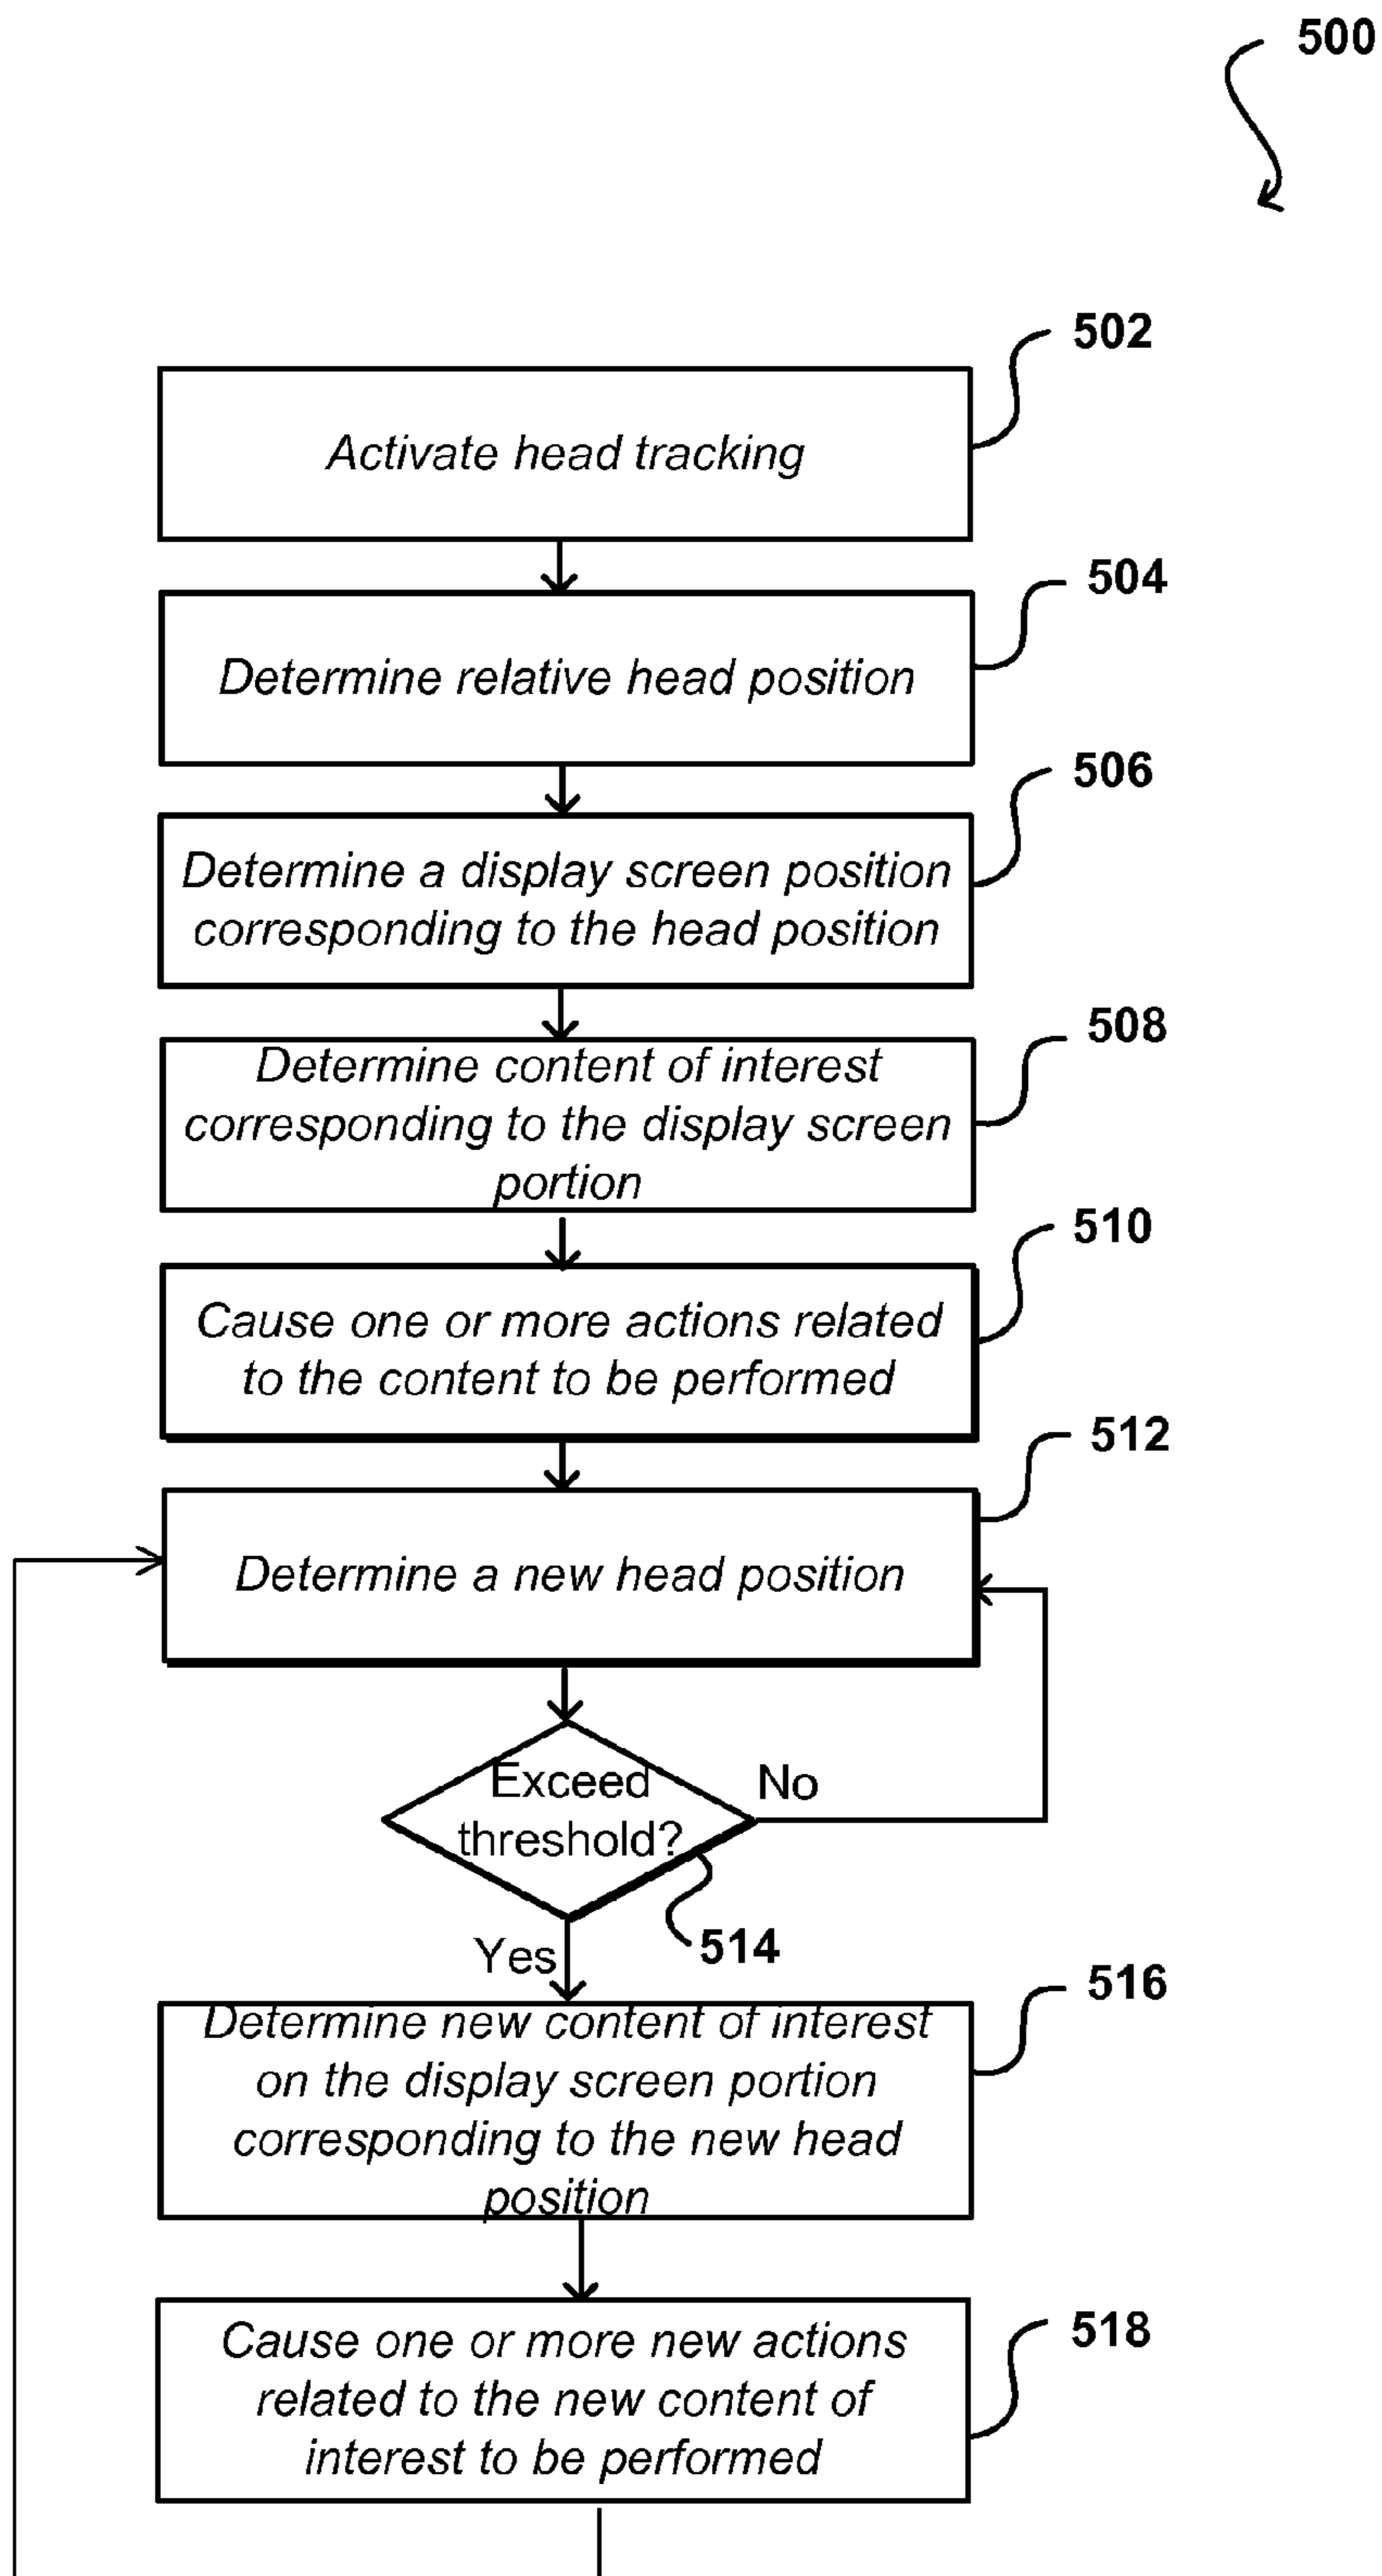 500
502
Activate head tracking
504
Determine relative head position
506
Determine a display screen position
corresponding to the head position
508
Determine content of interest
corresponding to the display screen
portion
510
Cause one or more actions related
to the content to be performed
512
Determine a new head position
Exceed
threshold?
No
514
Yes
516
Determine new content of interest
on the display screen portion
corresponding to the new head
position
518
Cause one or more new actions
related to the new content of
interest to be performed